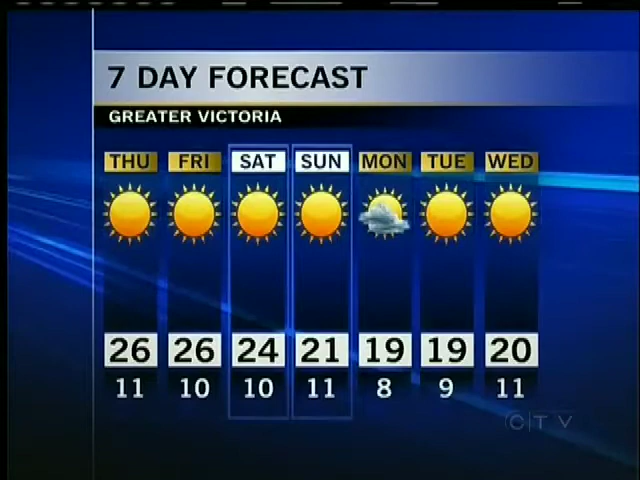 7 DAY FORECAST
GREATER VICTORIA
THU FRI SAT SUN MON TUE WED
26 26 24 21 19 19 20
11 10 10 11 8 9 11
CTV